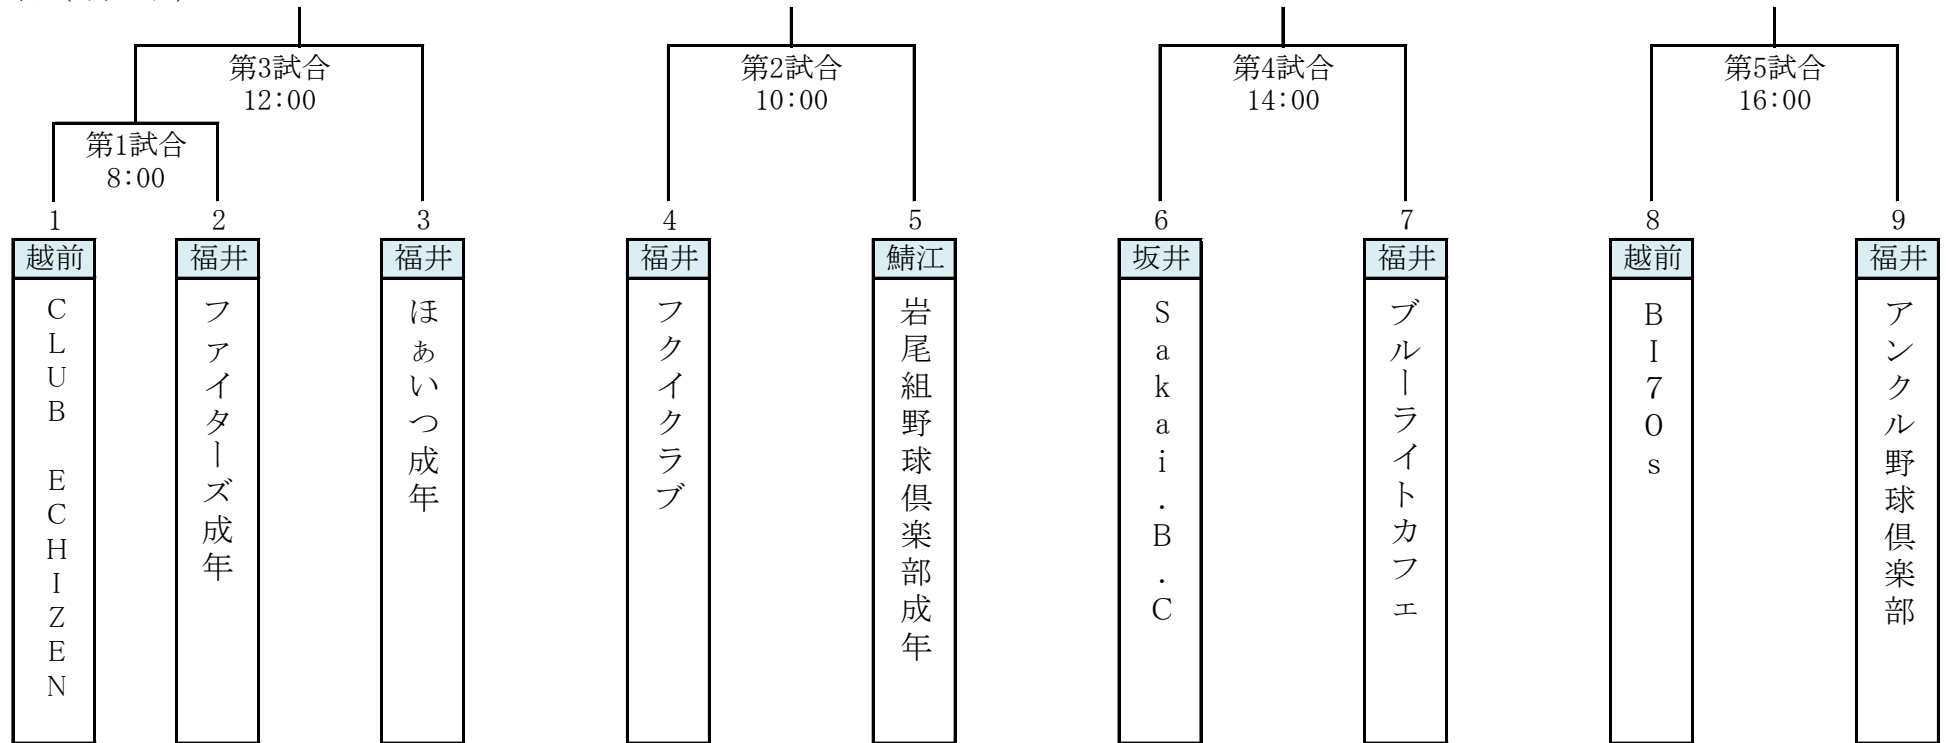 第3試合
12:00
第2試合
10:00
第4試合
14:00
第5試合
16:00
第1試合
8:00
1
2
3
4
5
6
7
8
9
越前
福井
福井
福井
鯖江
坂井
福井
越前
福井
CLUB ECHIZEN
ファイターズ成年
ほぁいつ成年
フクイクラブ
岩尾組野球倶楽部成年
Sakai.B.C
ブルーライトカフェ
BI70s
アンクル野球倶楽部